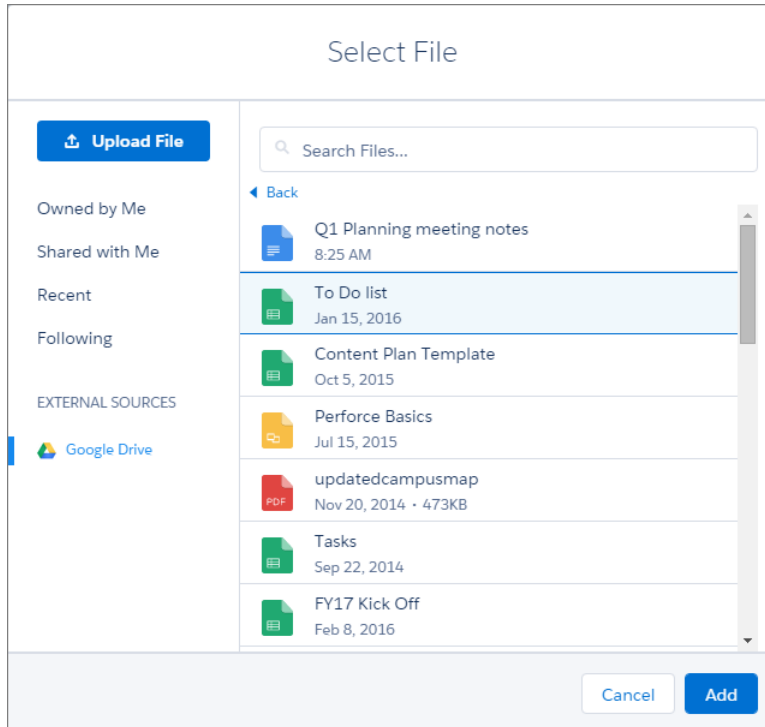 Select File
Upload File
Owned by Me
Shared with Me
Recent
Following
EXTERNAL SOURCES
Google Drive
Search Files...
Back
Q1 Planning meeting notes
8:25 AM
To Do list
Jan 15, 2016
Content Plan Template
Oct 5, 2015
Perforce Basics
Jul 15, 2015
PDF
updatedcampusmap
Nov 20, 2014 • 473KB
Tasks
Sep 22, 2014
FY17 Kick Off
Feb 8, 2016
Cancel
Add